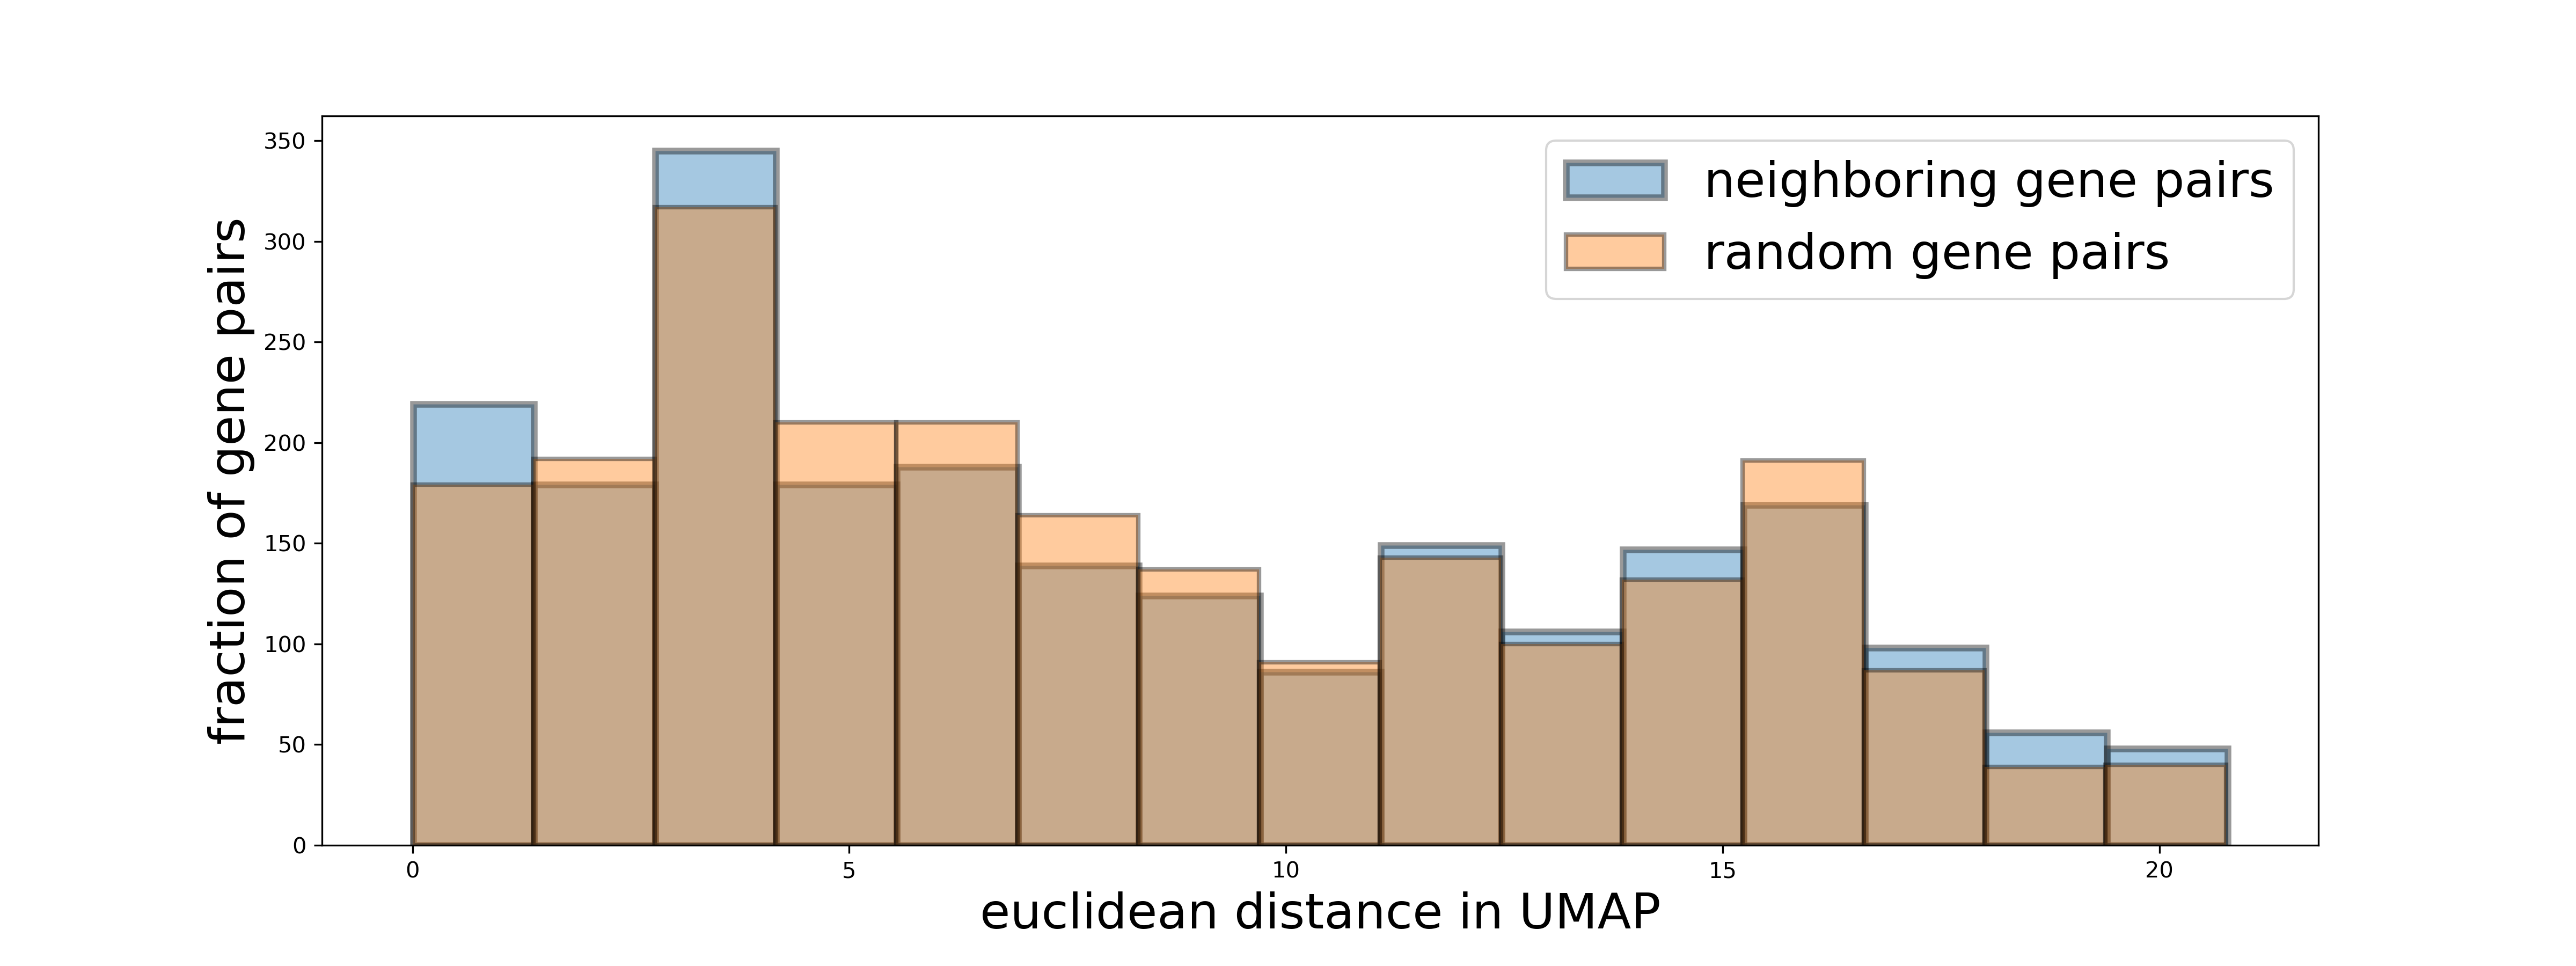 350
300
250
200
150
100
50
0
fraction of gene pairs
neighboring gene pairs
random gene pairs
0 5 10 15 20
euclidean distance in UMAP